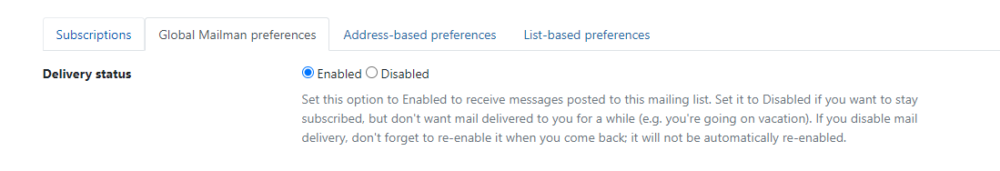 Subscriptions Global Mailman preferences Address-based preferences List-based preferences
Delivery status Enabled Disabled
Set this option to Enabled to receive messages posted to this mailing list. Set it to Disabled if you want to stay
subscribed, but don't want mail delivered to you for a while (e.g. you're going on vacation). If you disable mail
delivery, don't forget to re-enable it when you come back; it will not be automatically re-enabled.